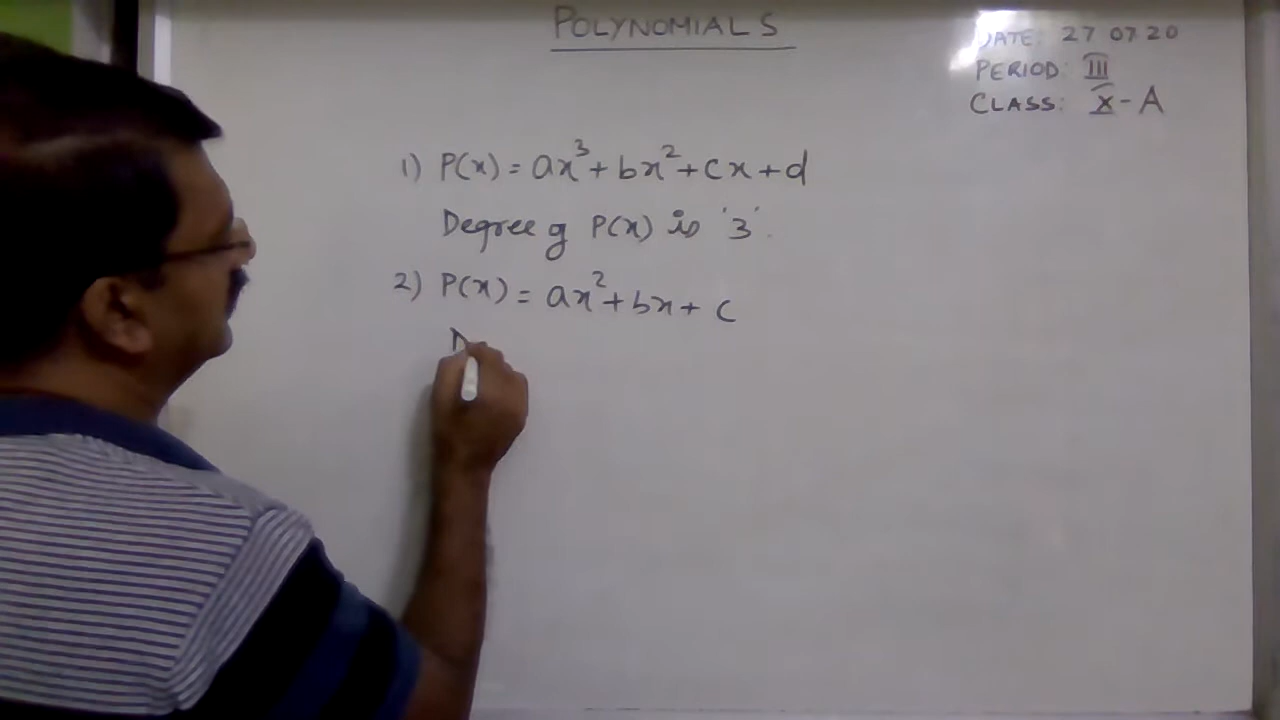 POLYNOMIALS
DATE: 27 07 20
PERIOD: III
CLASS: X - A
1) P(x) = ax³ + bx² + cx + d
Degree of P(x) is '3'.
2) P(x) = ax² + bx + c